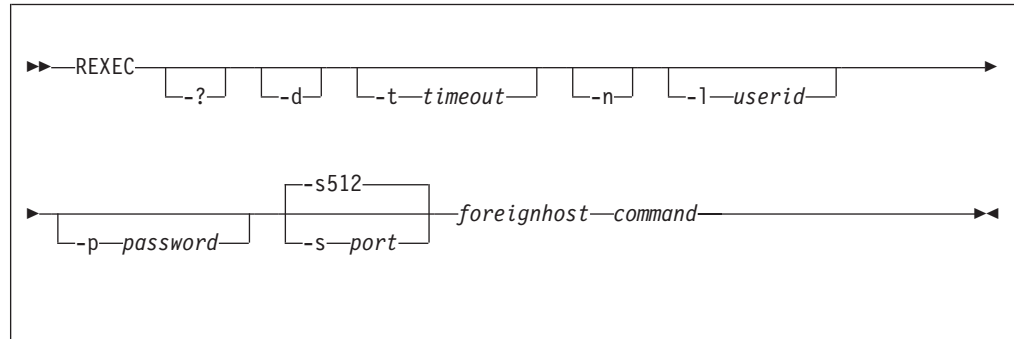 REXEC
-? -d -t timeout -n -l userid
-s512
foreignhost command
-p password -s port